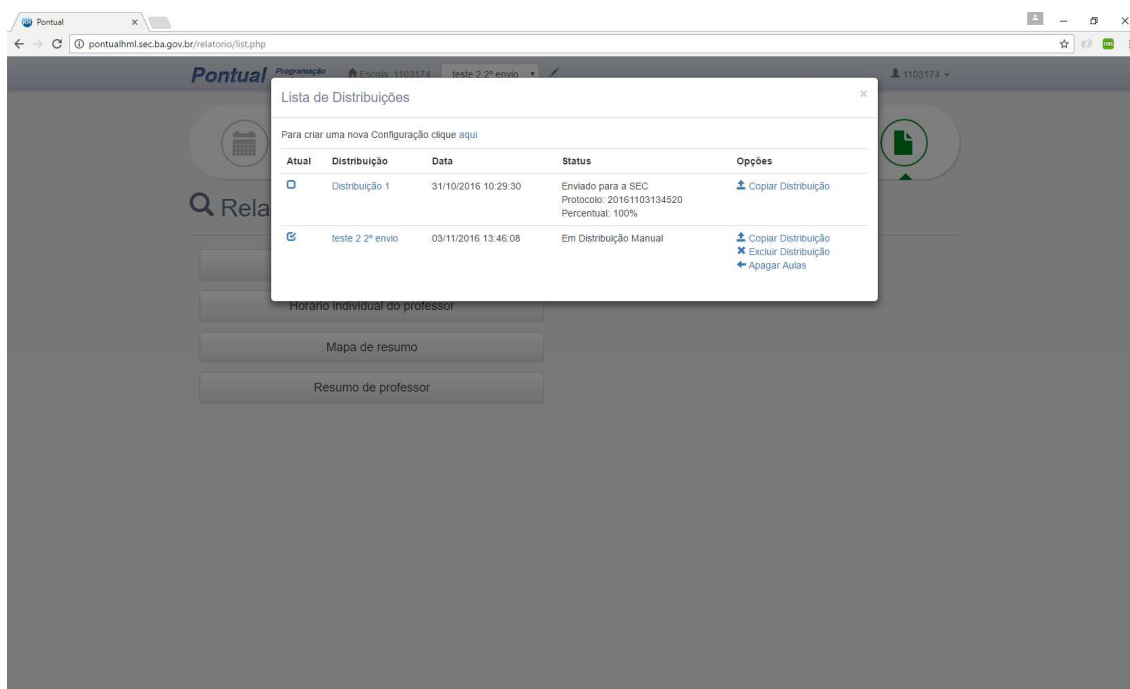 Pontual
pontualhml.sec.ba.gov.br/relatorio/list.php
Pontual Programação Escola: 1103174 teste 2 2º envio 1103174
Lista de Distribuições
Para criar uma nova Configuração clique aqui
Atual Distribuição Data Status Opções
Distribuição 1 31/10/2016 10:29:30 Enviado para a SEC Copiar Distribuição
Protocolo: 20161103134520
Percentual: 100%
Rela
teste 2 2º envio 03/11/2016 13:46:08 Em Distribuição Manual Copiar Distribuição
Excluir Distribuição
Apagar Aulas
Horário individual do professor
Mapa de resumo
Resumo de professor